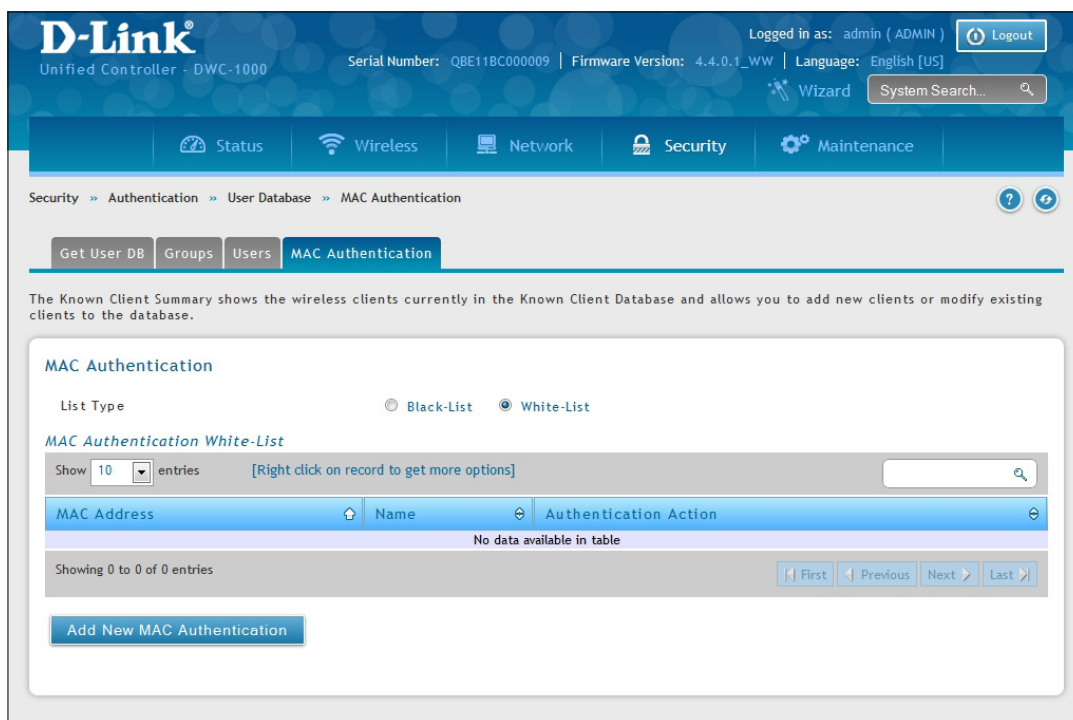 D-Link®
Unified Controller - DWC-1000
Logged in as: admin ( ADMIN ) Logout
Serial Number: QBE11BC000009 | Firmware Version: 4.4.0.1_WW | Language: English [US]
Wizard System Search...
Status Wireless Network Security Maintenance
Security » Authentication » User Database » MAC Authentication ?
Get User DB Groups Users MAC Authentication
The Known Client Summary shows the wireless clients currently in the Known Client Database and allows you to add new clients or modify existing
clients to the database.
MAC Authentication
List Type Black-List White-List
MAC Authentication White-List
Show 10 entries [Right click on record to get more options]
MAC Address Name Authentication Action
No data available in table
Showing 0 to 0 of 0 entries First Previous Next Last
Add New MAC Authentication